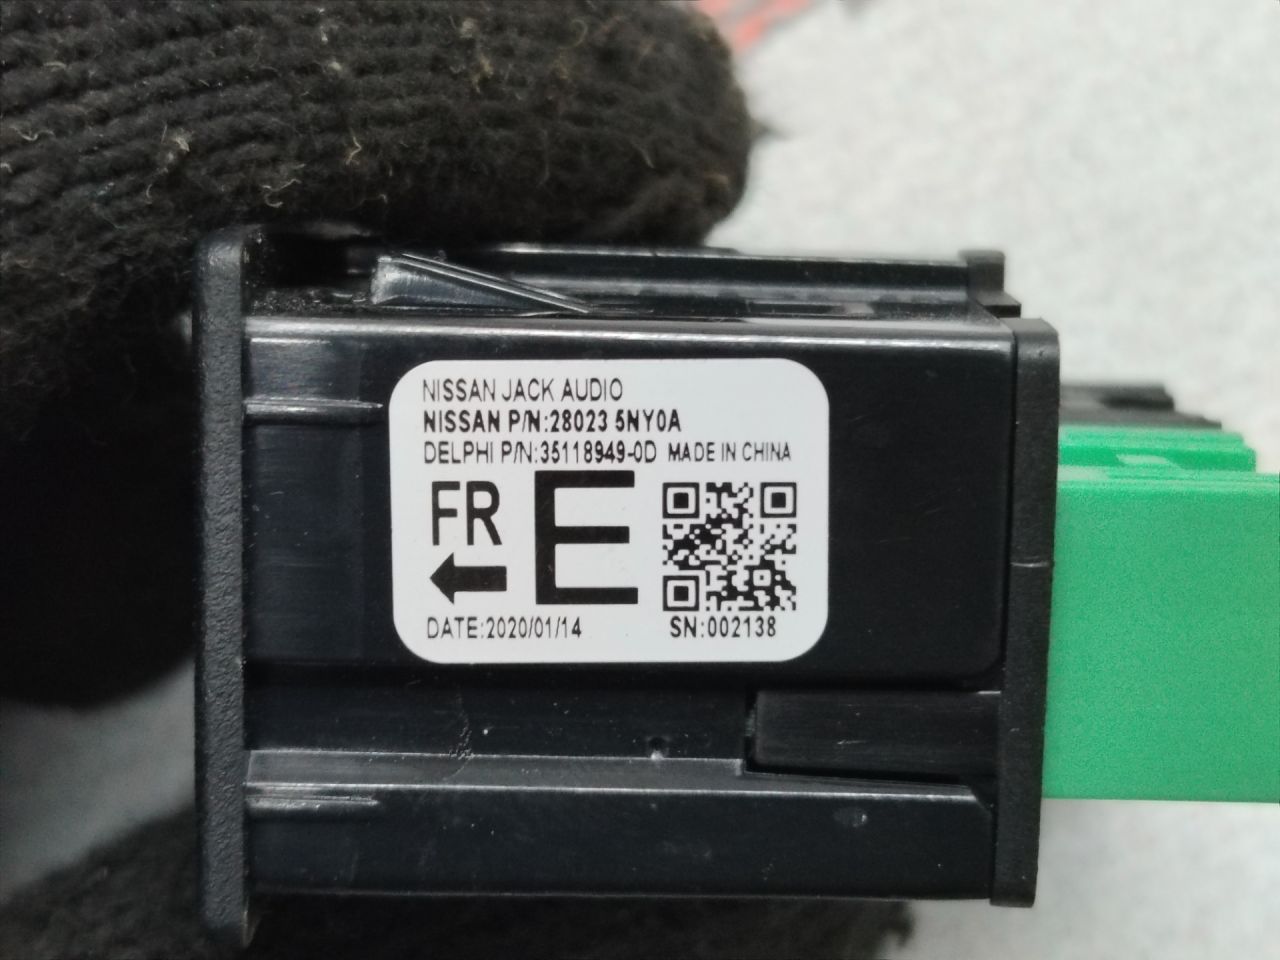 NISSAN JACK AUDIO
NISSAN P/N:28023 5NY0A
DELPHI P/N:35118949-0D MADE IN CHINA
FR E
DATE:2020/01/14 SN:002138